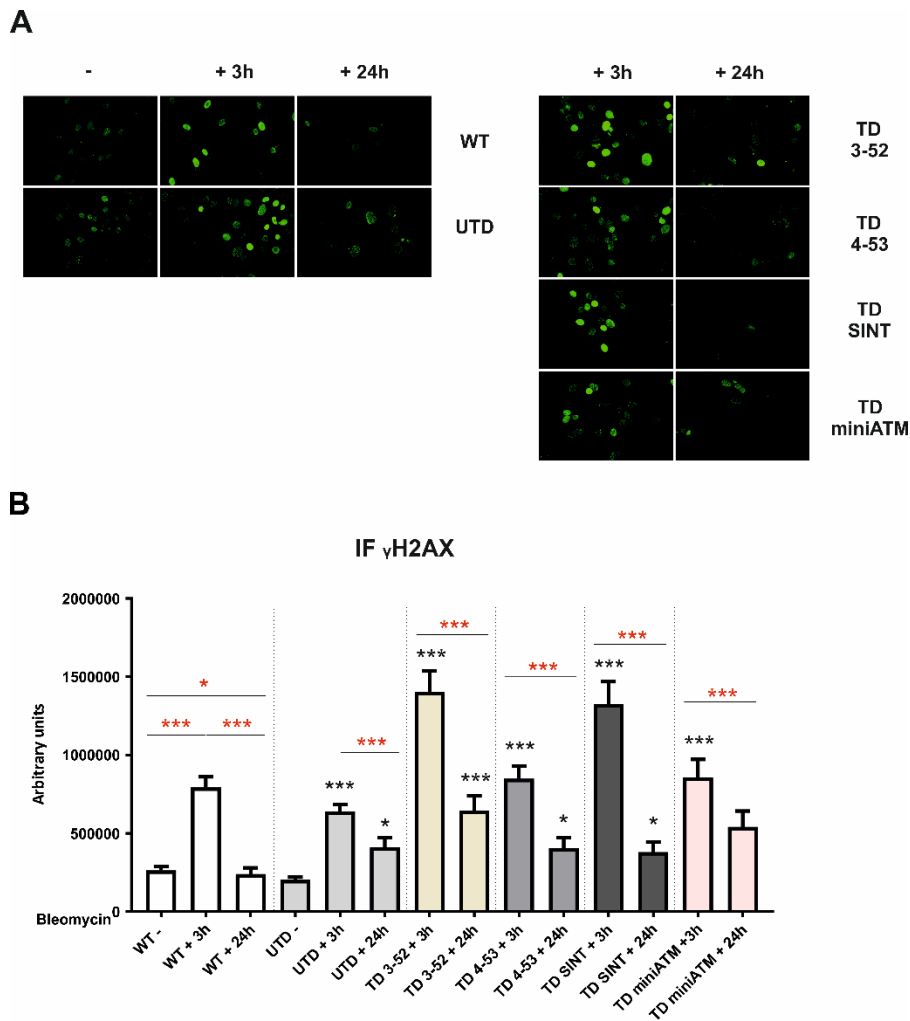 A
- + 3h + 24h
WT
UTD
+ 3h + 24h
TD
3-52
TD
4-53
TD
SINT
TD
miniATM
B
IF γH2AX
Arbitrary units
2000000
1500000
1000000
500000
0
* *** ***
*** *** *
*** *** ***
*** *** *
*** *** *
*** ***
Bleomycin
WT -
WT + 3h
WT + 24h
UTD -
UTD + 3h
UTD + 24h
TD 3-52 + 3h
TD 3-52 + 24h
TD 4-53 + 3h
TD 4-53 + 24h
TD SINT + 3h
TD SINT + 24h
TD miniATM +3h
TD miniATM + 24h